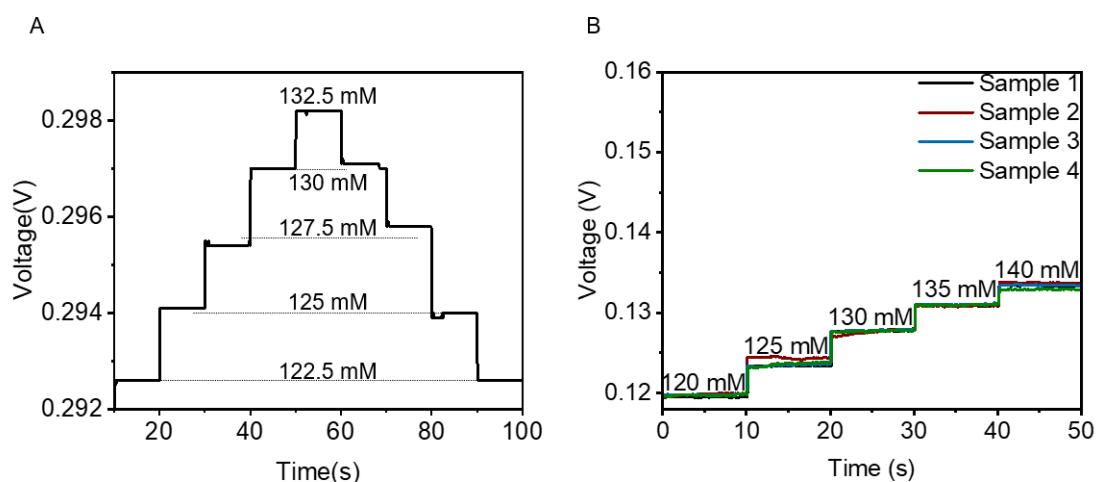 A
Voltage(V)
0.298
0.296
0.294
0.292
132.5 mM
130 mM
127.5 mM
125 mM
122.5 mM
20 40 60 80 100
Time(s)
B
Voltage (V)
0.16
0.15
0.14
0.13
0.12
Sample 1
Sample 2
Sample 3
Sample 4
140 mM
135 mM
130 mM
125 mM
120 mM
0 10 20 30 40 50
Time (s)